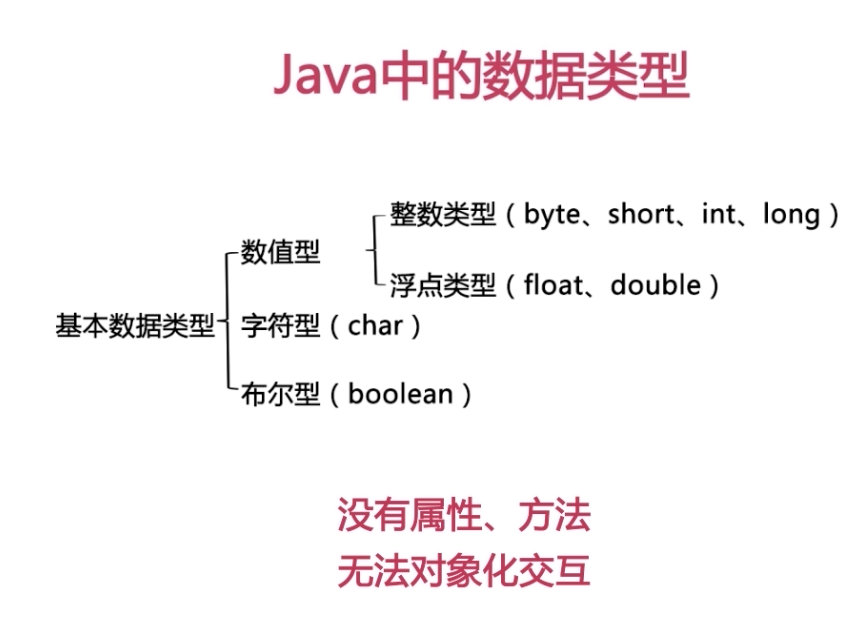 Java中的数据类型
整数类型（byte、short、int、long）
数值型
浮点类型（float、double）
基本数据类型
字符型（char）
布尔型（boolean）
没有属性、方法
无法对象化交互